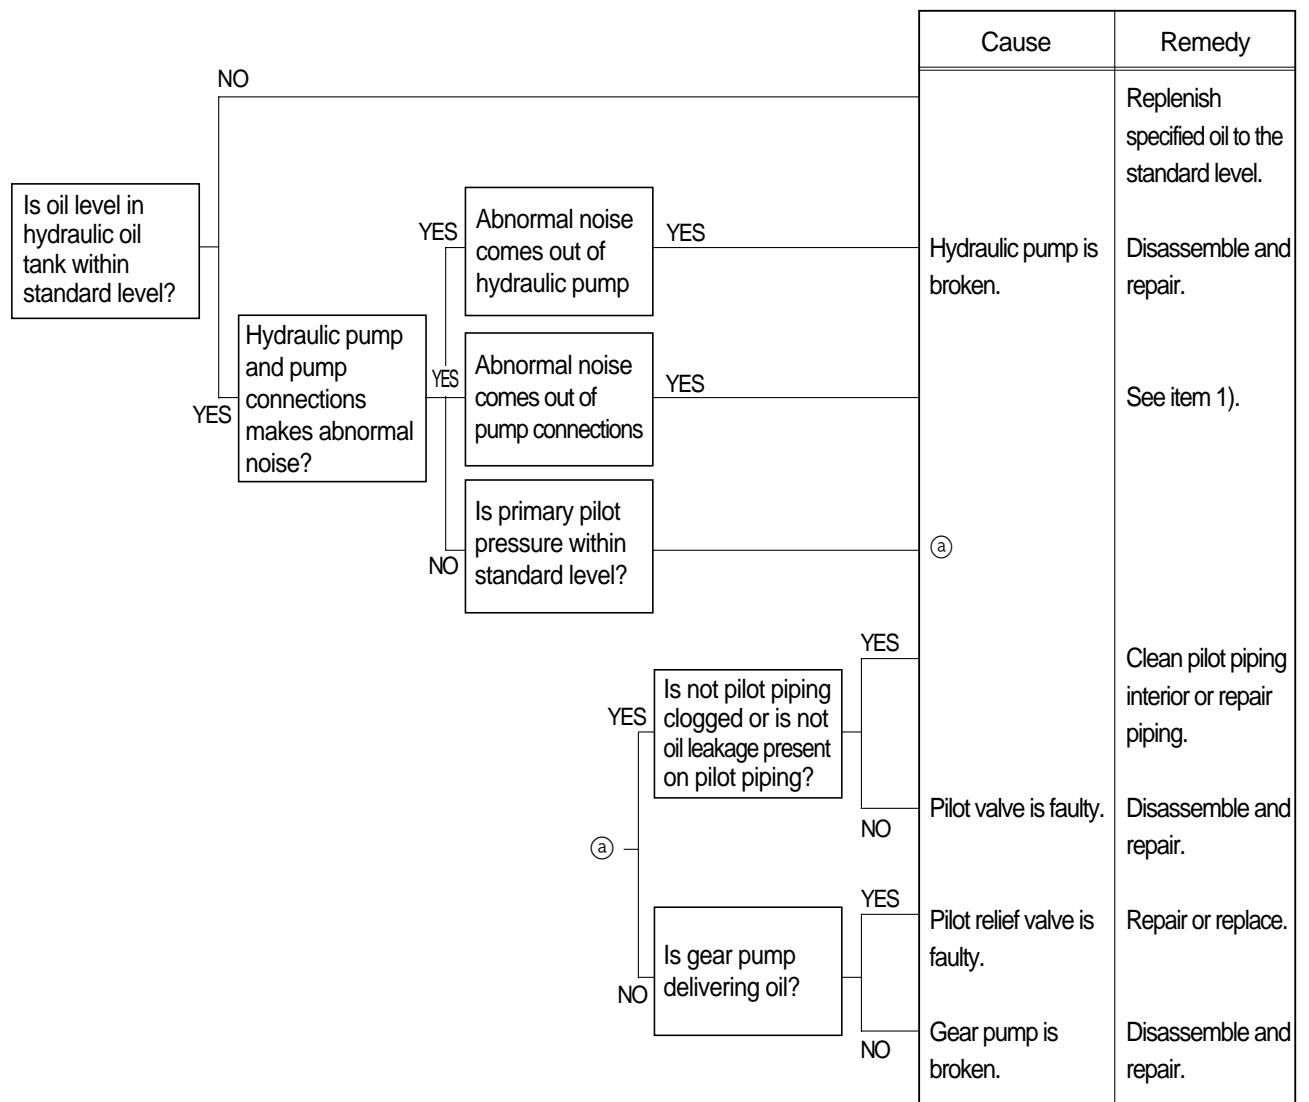 Cause
Remedy
NO
Replenish
specified oil to the
standard level.
Is oil level in
hydraulic oil
tank within
standard level?
YES
Abnormal noise
comes out of
hydraulic pump
YES
Hydraulic pump is
broken.
Disassemble and
repair.
YES
Hydraulic pump
and pump
connections
makes abnormal
noise?
YES
Abnormal noise
comes out of
pump connections
YES
See item 1).
NO
Is primary pilot
pressure within
standard level?
ⓐ
ⓐ
YES
Is not pilot piping
clogged or is not
oil leakage present
on pilot piping?
YES
Clean pilot piping
interior or repair
piping.
NO
Pilot valve is faulty.
Disassemble and
repair.
NO
Is gear pump
delivering oil?
YES
Pilot relief valve is
faulty.
Repair or replace.
NO
Gear pump is
broken.
Disassemble and
repair.